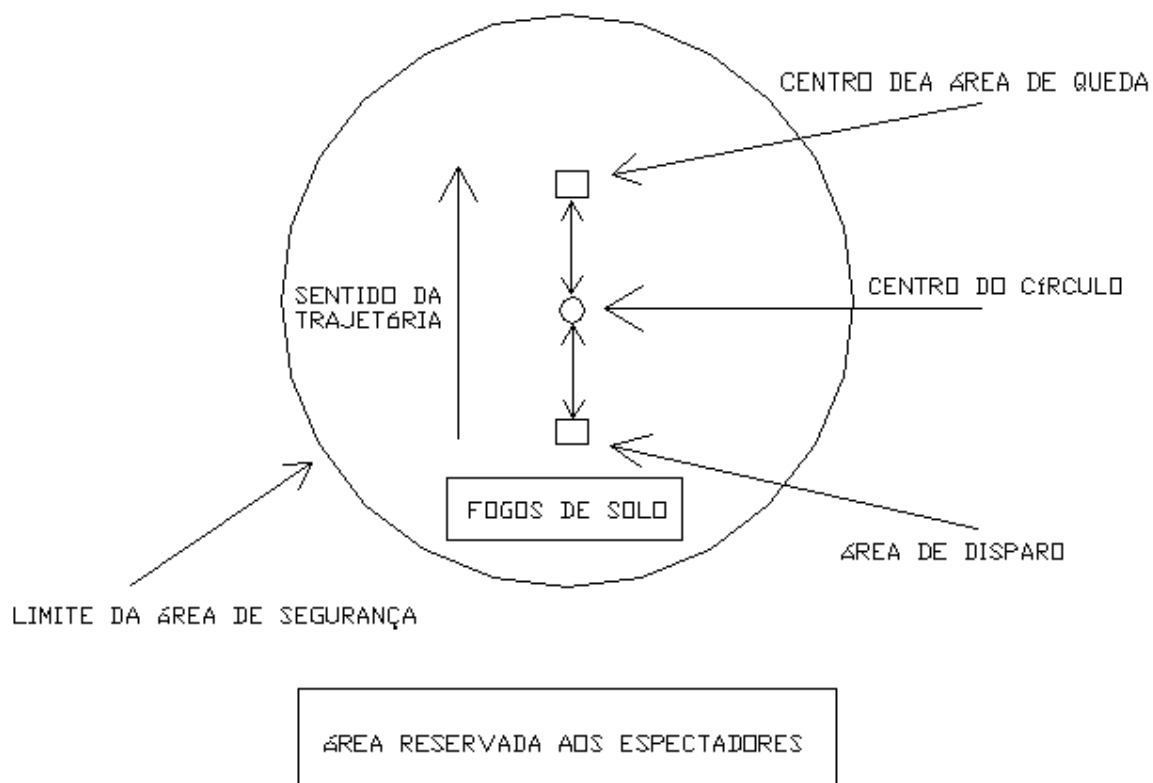 CENTRO DEA ÁREA DE QUEDA
CENTRO DO CÍRCULO
SENTIDO DA
TRAJETÓRIA
FOGOS DE SOLO
ÁREA DE DISPARO
LIMITE DA ÁREA DE SEGURANÇA
ÁREA RESERVADA AOS ESPECTADORES